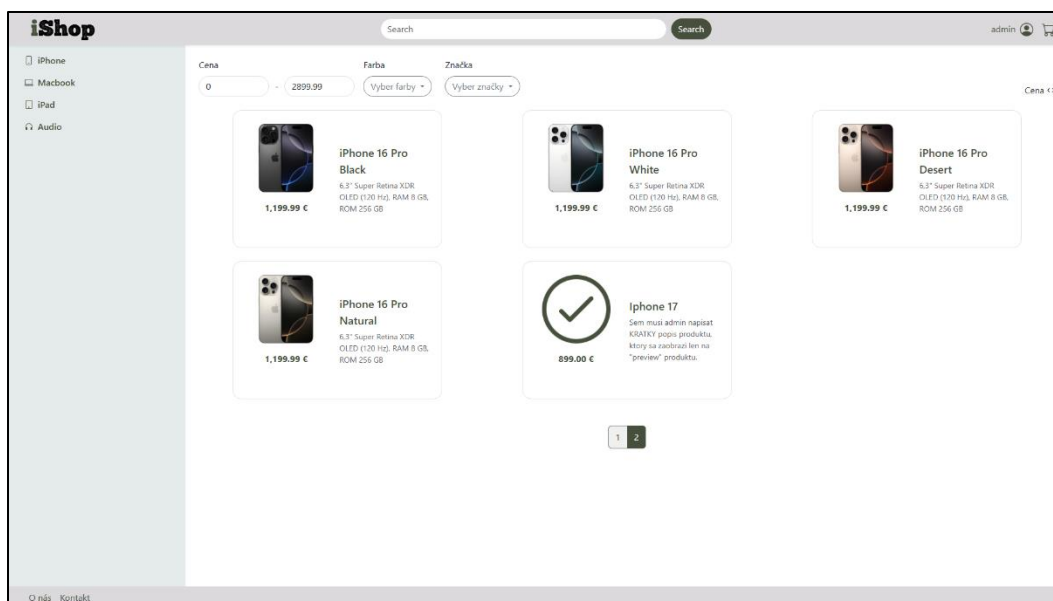 iShop
Search
Search
admin
iPhone
Macbook
iPad
Audio
Cena
Farba
Značka
0
-
2899.99
Vyber farby
Vyber značky
Cena
iPhone 16 Pro
Black
6,3" Super Retina XDR
OLED (120 Hz), RAM 8 GB,
ROM 256 GB
1,199.99 €
iPhone 16 Pro
White
6,3" Super Retina XDR
OLED (120 Hz), RAM 8 GB,
ROM 256 GB
1,199.99 €
iPhone 16 Pro
Desert
6,3" Super Retina XDR
OLED (120 Hz), RAM 8 GB,
ROM 256 GB
1,199.99 €
iPhone 16 Pro
Natural
6,3" Super Retina XDR
OLED (120 Hz), RAM 8 GB,
ROM 256 GB
1,199.99 €
Iphone 17
Sem musi admin napisat
KRATKY popis produktu,
ktory sa zaobrazi len na
"preview" produktu.
899.00 €
1 2
O nás Kontakt